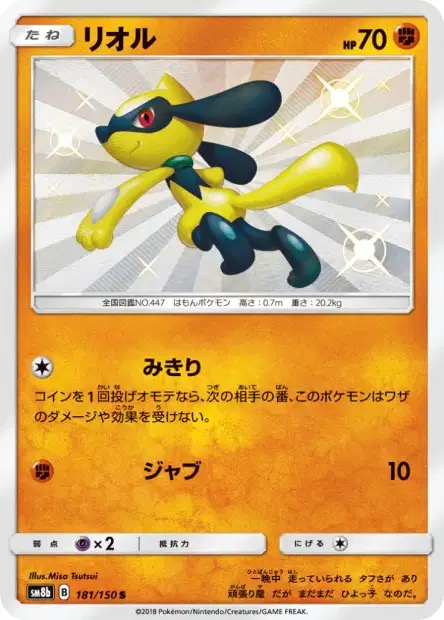 たね リオル HP70
全国図鑑NO.447 はもんポケモン 高さ:0.7m 重さ:20.2kg
みきり
コインを1回投げオモテなら、次の相手の番、このポケモンはワザ
のダメージや効果を受けない。
ジャブ 10
弱点 ×2 抵抗力 にげる
Illus.Misa Tsutsui
SM8b B 181/150 S
一晩中 走っていられる タフさが あり
頑張り屋 だが まだまだ ひよっ子 なのだ。
©2018 Pokémon/Nintendo/Creatures/GAME FREAK.